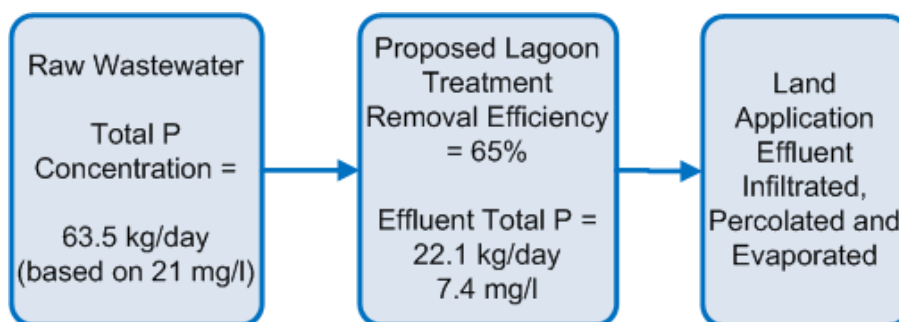 Raw Wastewater
Total P
Concentration =
63.5 kg/day
(based on 21 mg/l)
Proposed Lagoon
Treatment
Removal Efficiency
= 65%
Effluent Total P =
22.1 kg/day
7.4 mg/l
Land
Application
Effluent
Infiltrated,
Percolated and
Evaporated